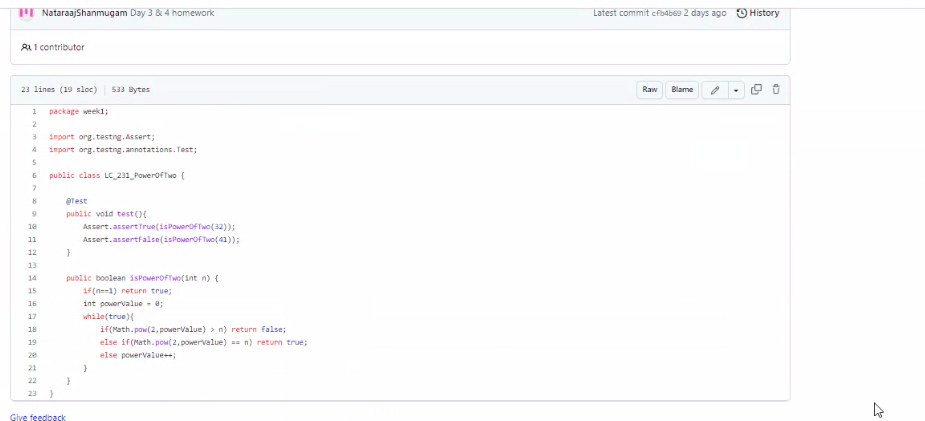 NataraajShanmugam Day 3 & 4 homework Latest commit cfb4b69 2 days ago History
1 contributor
23 lines (19 sloc) 533 Bytes Raw Blame
1 package week1;
2
3 import org.testng.Assert;
4 import org.testng.annotations.Test;
5
6 public class LC_231_PowerOfTwo {
7
8 @Test
9 public void test(){
10 Assert.assertTrue(isPowerOfTwo(32));
11 Assert.assertFalse(isPowerOfTwo(41));
12 }
13
14 public boolean isPowerOfTwo(int n) {
15 if(n==1) return true;
16 int powerValue = 0;
17 while(true){
18 if(Math.pow(2,powerValue) > n) return false;
19 else if(Math.pow(2,powerValue) == n) return true;
20 else powerValue++;
21 }
22 }
23 }
Give feedback